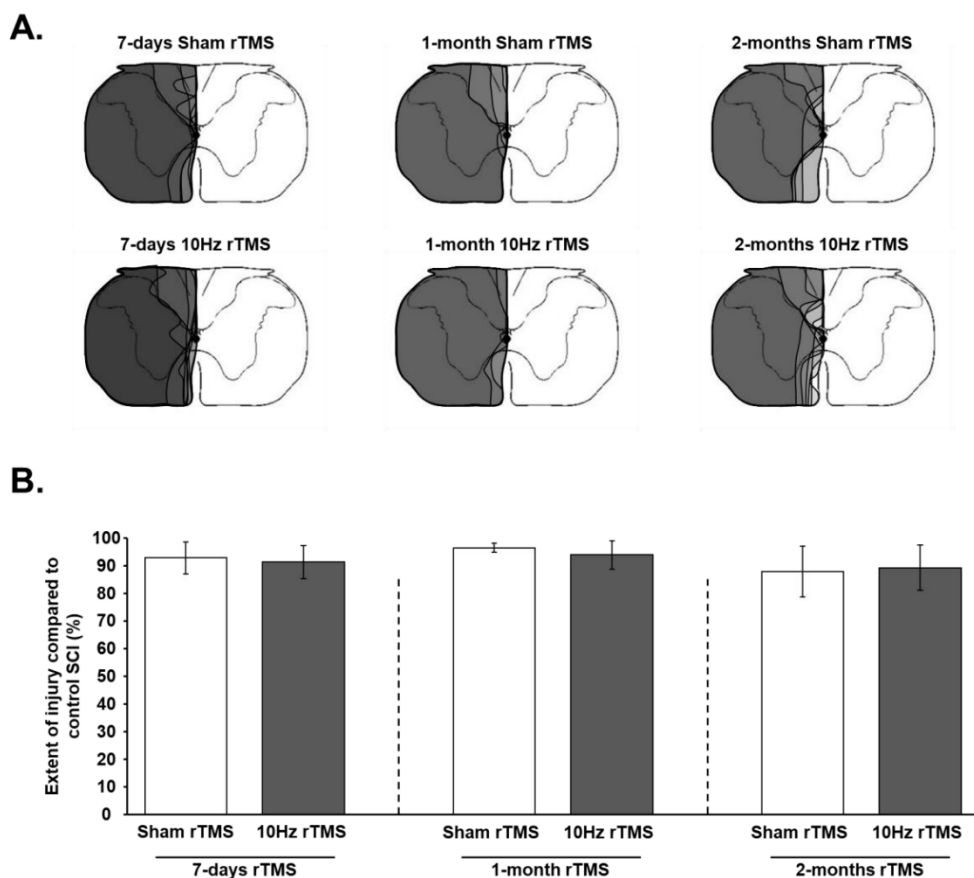 A.
7-days Sham rTMS
1-month Sham rTMS
2-months Sham rTMS
7-days 10Hz rTMS
1-month 10Hz rTMS
2-months 10Hz rTMS
B.
Extent of injury compared to
control SCI (%)
100
90
80
70
60
50
40
30
20
10
0
Sham rTMS
10Hz rTMS
Sham rTMS
10Hz rTMS
Sham rTMS
10Hz rTMS
7-days rTMS
1-month rTMS
2-months rTMS